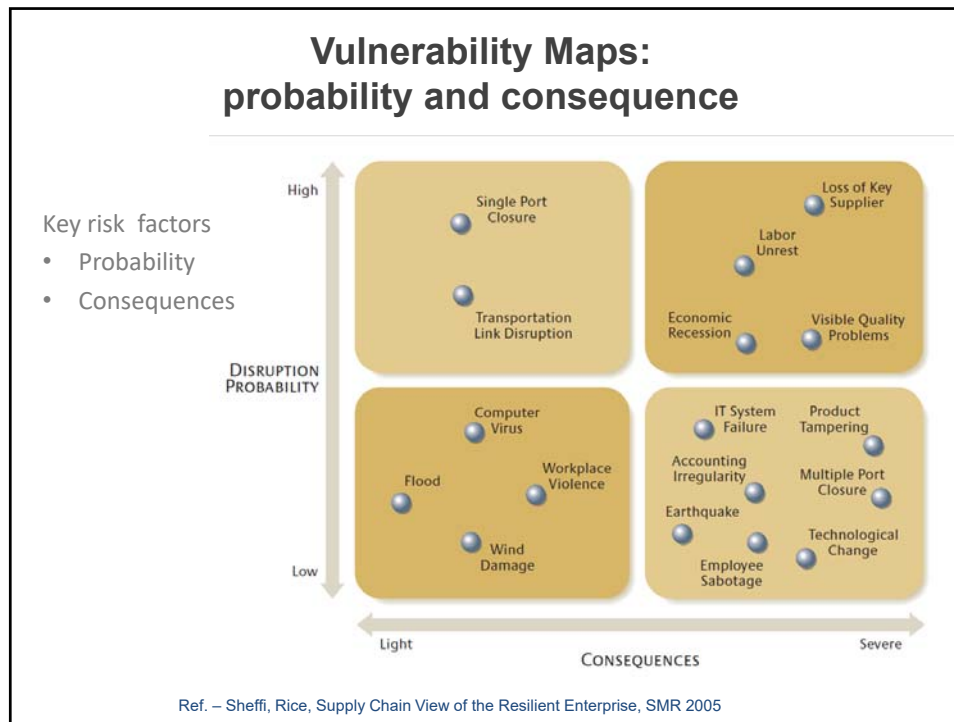 Vulnerability Maps:
probability and consequence
Key risk  factors
• Probability
• Consequences
DISRUPTION
PROBABILITY
High
Low
Single Port
Closure
Transportation
Link Disruption
Loss of Key
Supplier
Labor
Unrest
Economic
Recession
Visible Quality
Problems
Computer
Virus
Flood
Workplace
Violence
Wind
Damage
IT System
Failure
Product
Tampering
Accounting
Irregularity
Multiple Port
Closure
Earthquake
Employee
Sabotage
Technological
Change
Light
Severe
CONSEQUENCES
Ref. – Sheffi, Rice, Supply Chain View of the Resilient Enterprise, SMR 2005